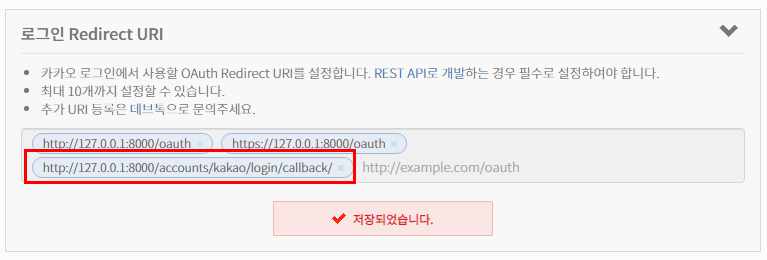 로그인 Redirect URI
카카오 로그인에서 사용할 OAuth Redirect URI를 설정합니다. REST API로 개발하는 경우 필수로 설정하여야 합니다.
최대 10개까지 설정할 수 있습니다.
추가 URI 등록은 데브톡으로 문의주세요.
http://127.0.0.1:8000/oauth × https://127.0.0.1:8000/oauth ×
http://127.0.0.1:8000/accounts/kakao/login/callback/ × http://example.com/oauth
저장되었습니다.